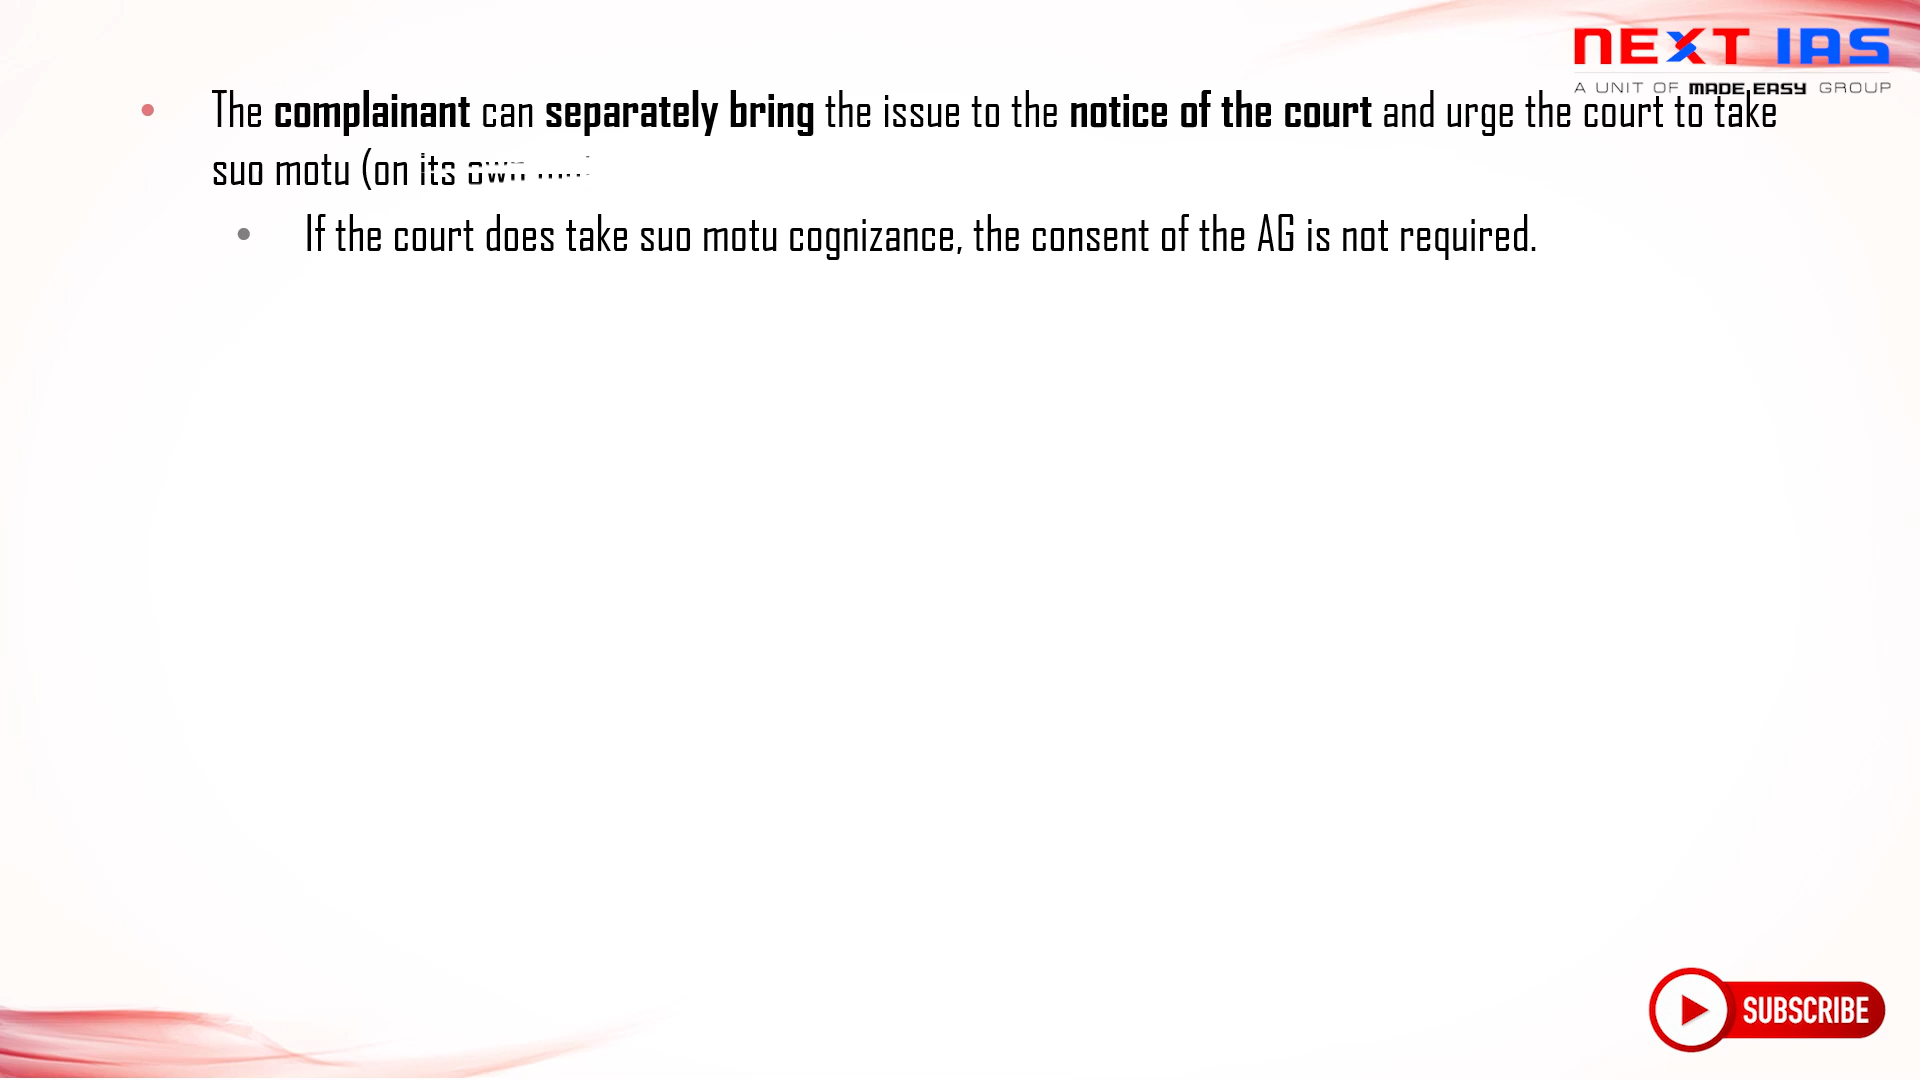 NEXT IAS
A UNIT OF MADE EASY GROUP
• The complainant can separately bring the issue to the notice of the court and urge the court to take
suo motu (on its own
• If the court does take suo motu cognizance, the consent of the AG is not required.
SUBSCRIBE